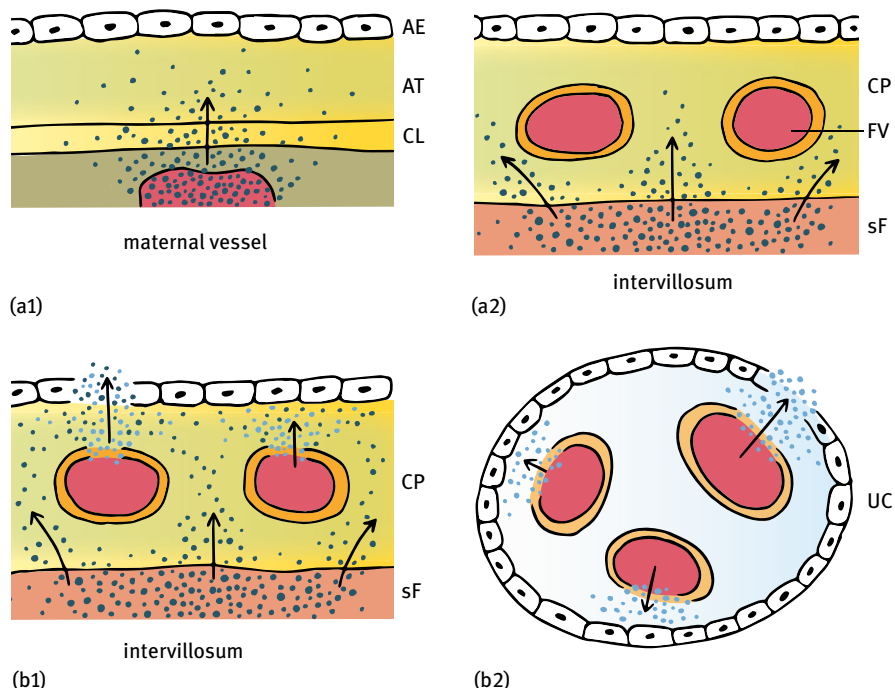 AE
AT
CL
maternal vessel
(a1)
CP
FV
sF
intervillosum
(a2)
CP
sF
intervillosum
(b1)
UC
(b2)